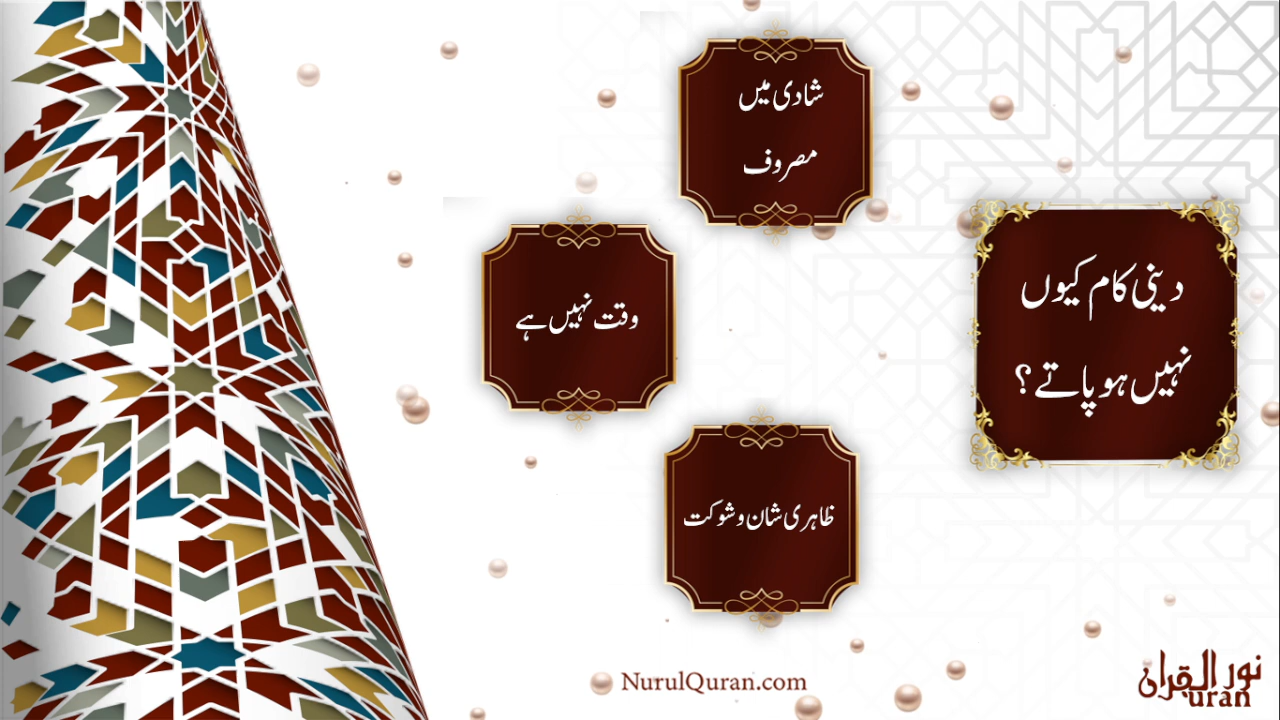 دینی کام کیوں
نہیں ہو پاتے؟
شادی میں
مصروف
وقت نہیں ہے
ظاہری شان و شوکت
NurulQuran.com
نور القرآن
uran